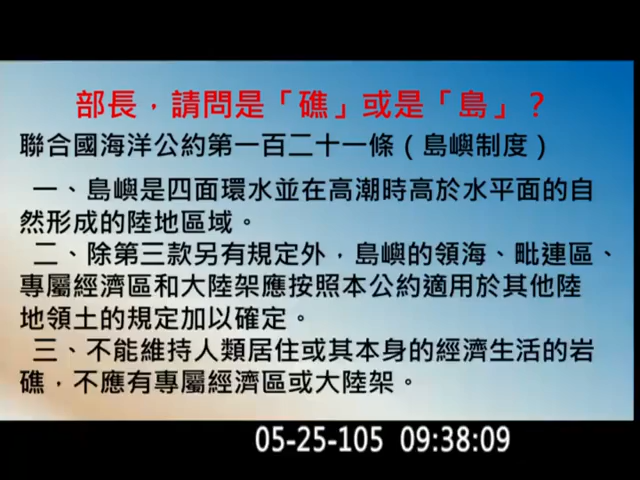 部長，請問是「礁」或是「島」？
聯合國海洋公約第一百二十一條（島嶼制度）
一、島嶼是四面環水並在高潮時高於水平面的自
然形成的陸地區域。
二、除第三款另有規定外，島嶼的領海、毗連區、
專屬經濟區和大陸架應按照本公約適用於其他陸
地領土的規定加以確定。
三、不能維持人類居住或其本身的經濟生活的岩
礁，不應有專屬經濟區或大陸架。
05-25-105 09:38:09